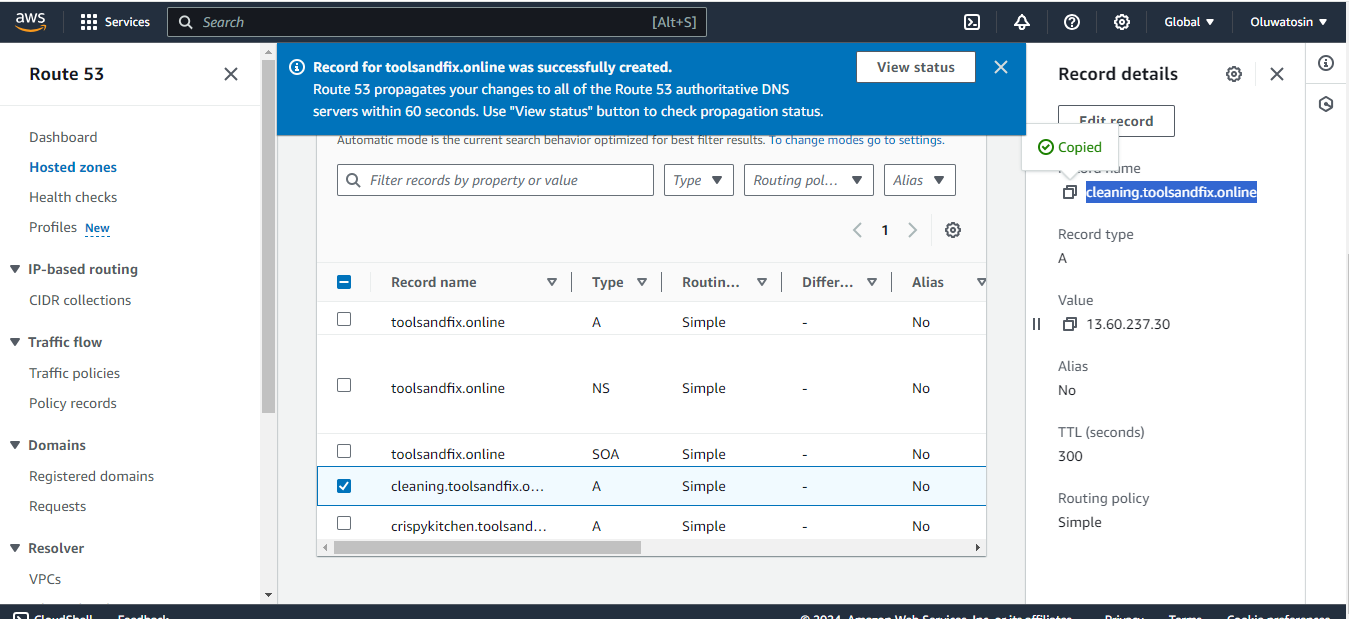 aws
Services
Search
[Alt+S]
Global
Oluwatosin
Route 53
Dashboard
Hosted zones
Health checks
Profiles New
IP-based routing
CIDR collections
Traffic flow
Traffic policies
Policy records
Domains
Registered domains
Requests
Resolver
VPCs
Record for toolsandfix.online was successfully created.
Route 53 propagates your changes to all of the Route 53 authoritative DNS
servers within 60 seconds. Use "View status" button to check propagation status.
View status
Automatic mode is the current search behavior optimized for best filter results. To change modes go to settings.
Filter records by property or value
Type
Routing pol...
Alias
1
Record name Type Routin... Differ... Alias
toolsandfix.online A Simple - No
toolsandfix.online NS Simple - No
toolsandfix.online SOA Simple - No
cleaning.toolsandfix.o... A Simple - No
crispykitchen.toolsand... A Simple - No
Record details
Edit record
Copied
name
cleaning.toolsandfix.online
Record type
A
Value
13.60.237.30
Alias
No
TTL (seconds)
300
Routing policy
Simple
CloudShell Feedback
© 2024, Amazon Web Services, Inc. or its affiliates. Privacy Terms Cookie preferences